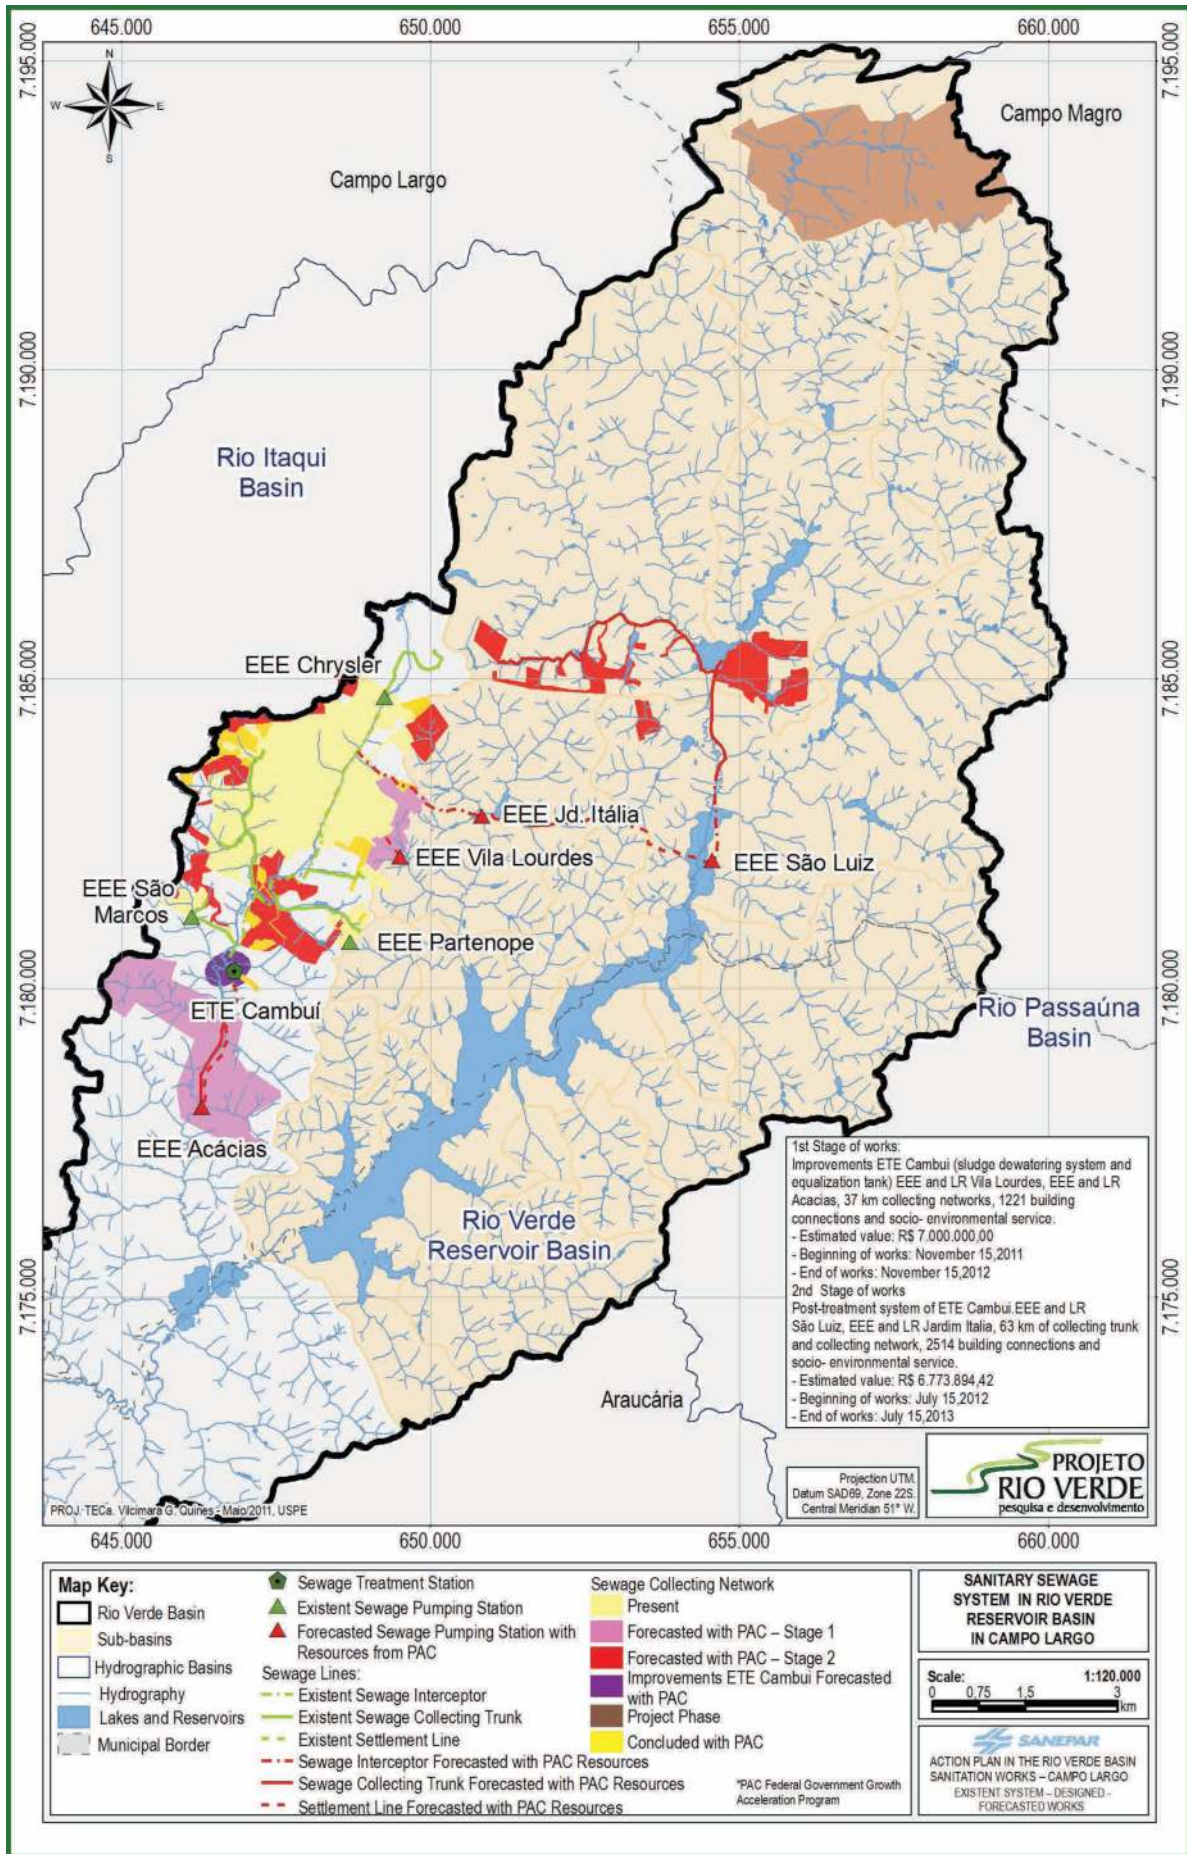 645.000 650.000 655.000 660.000
7.195.000
7.195.000
N
W E
S
Campo Magro
Campo Largo
7.190.000
7.190.000
Rio Itaqui
Basin
EEE Chrysler
7.185.000
7.185.000
EEE Jd. Itália
EEE Vila Lourdes
EEE São Luiz
EEE São
Marcos
EEE Partenope
7.180.000
7.180.000
ETE Cambuí
Rio Passaúna
Basin
EEE Acácias
Rio Verde
Reservoir Basin
7.175.000
7.175.000
Araucária
1st Stage of works:
Improvements ETE Cambui (sludge dewatering system and
equalization tank) EEE and LR Vila Lourdes, EEE and LR
Acacias, 37 km collecting networks, 1221 building
connections and socio- environmental service.
- Estimated value: R$ 7.000.000,00
- Beginning of works: November 15,2011
- End of works: November 15,2012
2nd Stage of works
Post-treatment system of ETE Cambui.EEE and LR
São Luiz, EEE and LR Jardim Italia, 63 km of collecting trunk
and collecting network, 2514 building connections and
socio- environmental service.
- Estimated value: R$ 6.773.894,42
- Beginning of works: July 15,2012
- End of works: July 15,2013
Projection UTM.
Datum SAD69, Zone 22S.
Central Meridian 51° W.
PROJETO
RIO VERDE
pesquisa e desenvolvimento
PROJ. TECa. Vilcimara G. Quines - Maio/2011, USPE
645.000 650.000 655.000 660.000
Map Key:
Rio Verde Basin
Sub-basins
Hydrographic Basins
Hydrography
Lakes and Reservoirs
Municipal Border
Sewage Treatment Station
Existent Sewage Pumping Station
Forecasted Sewage Pumping Station with
Resources from PAC
Sewage Lines:
Existent Sewage Interceptor
Existent Sewage Collecting Trunk
Existent Settlement Line
Sewage Interceptor Forecasted with PAC Resources
Sewage Collecting Trunk Forecasted with PAC Resources
Settlement Line Forecasted with PAC Resources
Sewage Collecting Network
Present
Forecasted with PAC – Stage 1
Forecasted with PAC – Stage 2
Improvements ETE Cambui Forecasted
with PAC
Project Phase
Concluded with PAC
*PAC Federal Government Growth
Acceleration Program
SANITARY SEWAGE
SYSTEM IN RIO VERDE
RESERVOIR BASIN
IN CAMPO LARGO
Scale: 1:120.000
0 0,75 1,5 3
km
SANEPAR
ACTION PLAN IN THE RIO VERDE BASIN
SANITATION WORKS – CAMPO LARGO
EXISTENT SYSTEM – DESIGNED -
FORECASTED WORKS